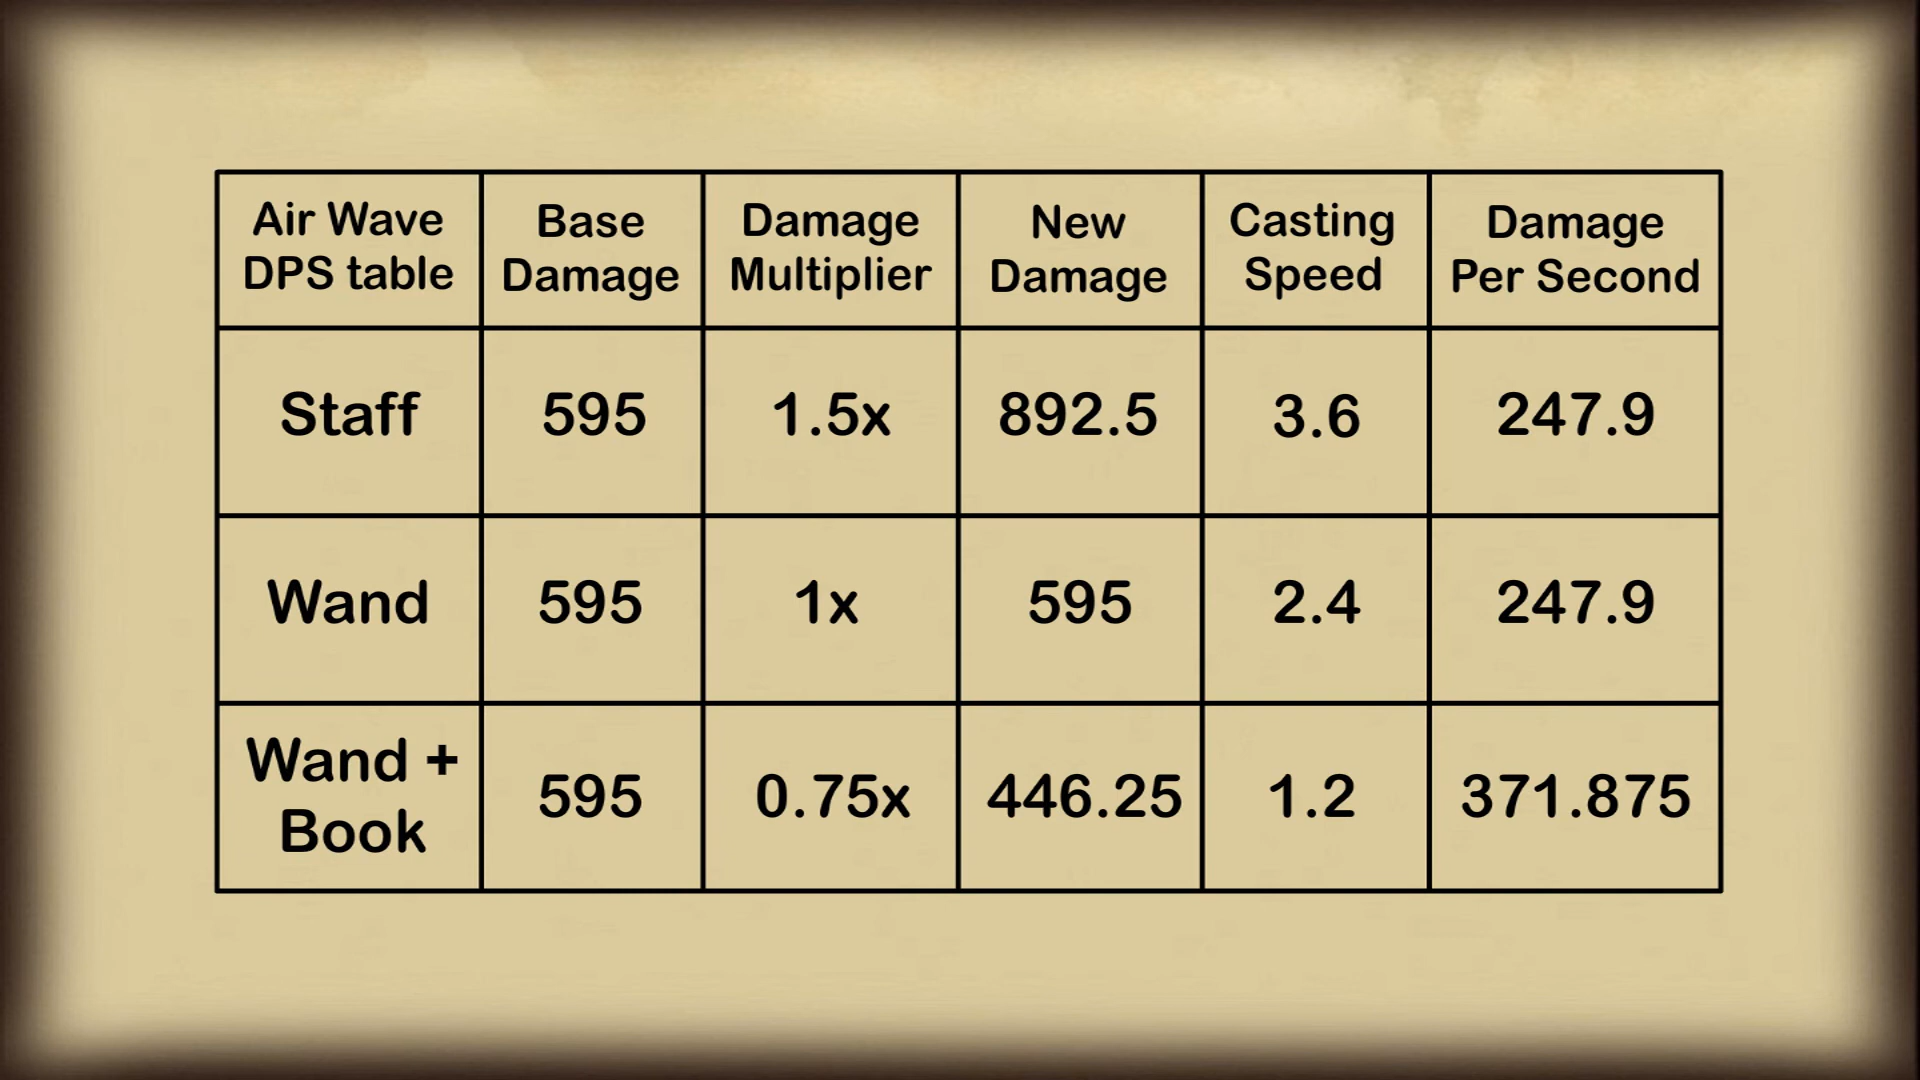 Air Wave
DPS table
Base
Damage
Damage
Multiplier
New
Damage
Casting
Speed
Damage
Per Second
Staff
595
1.5x
892.5
3.6
247.9
Wand
595
1x
595
2.4
247.9
Wand +
Book
595
0.75x
446.25
1.2
371.875